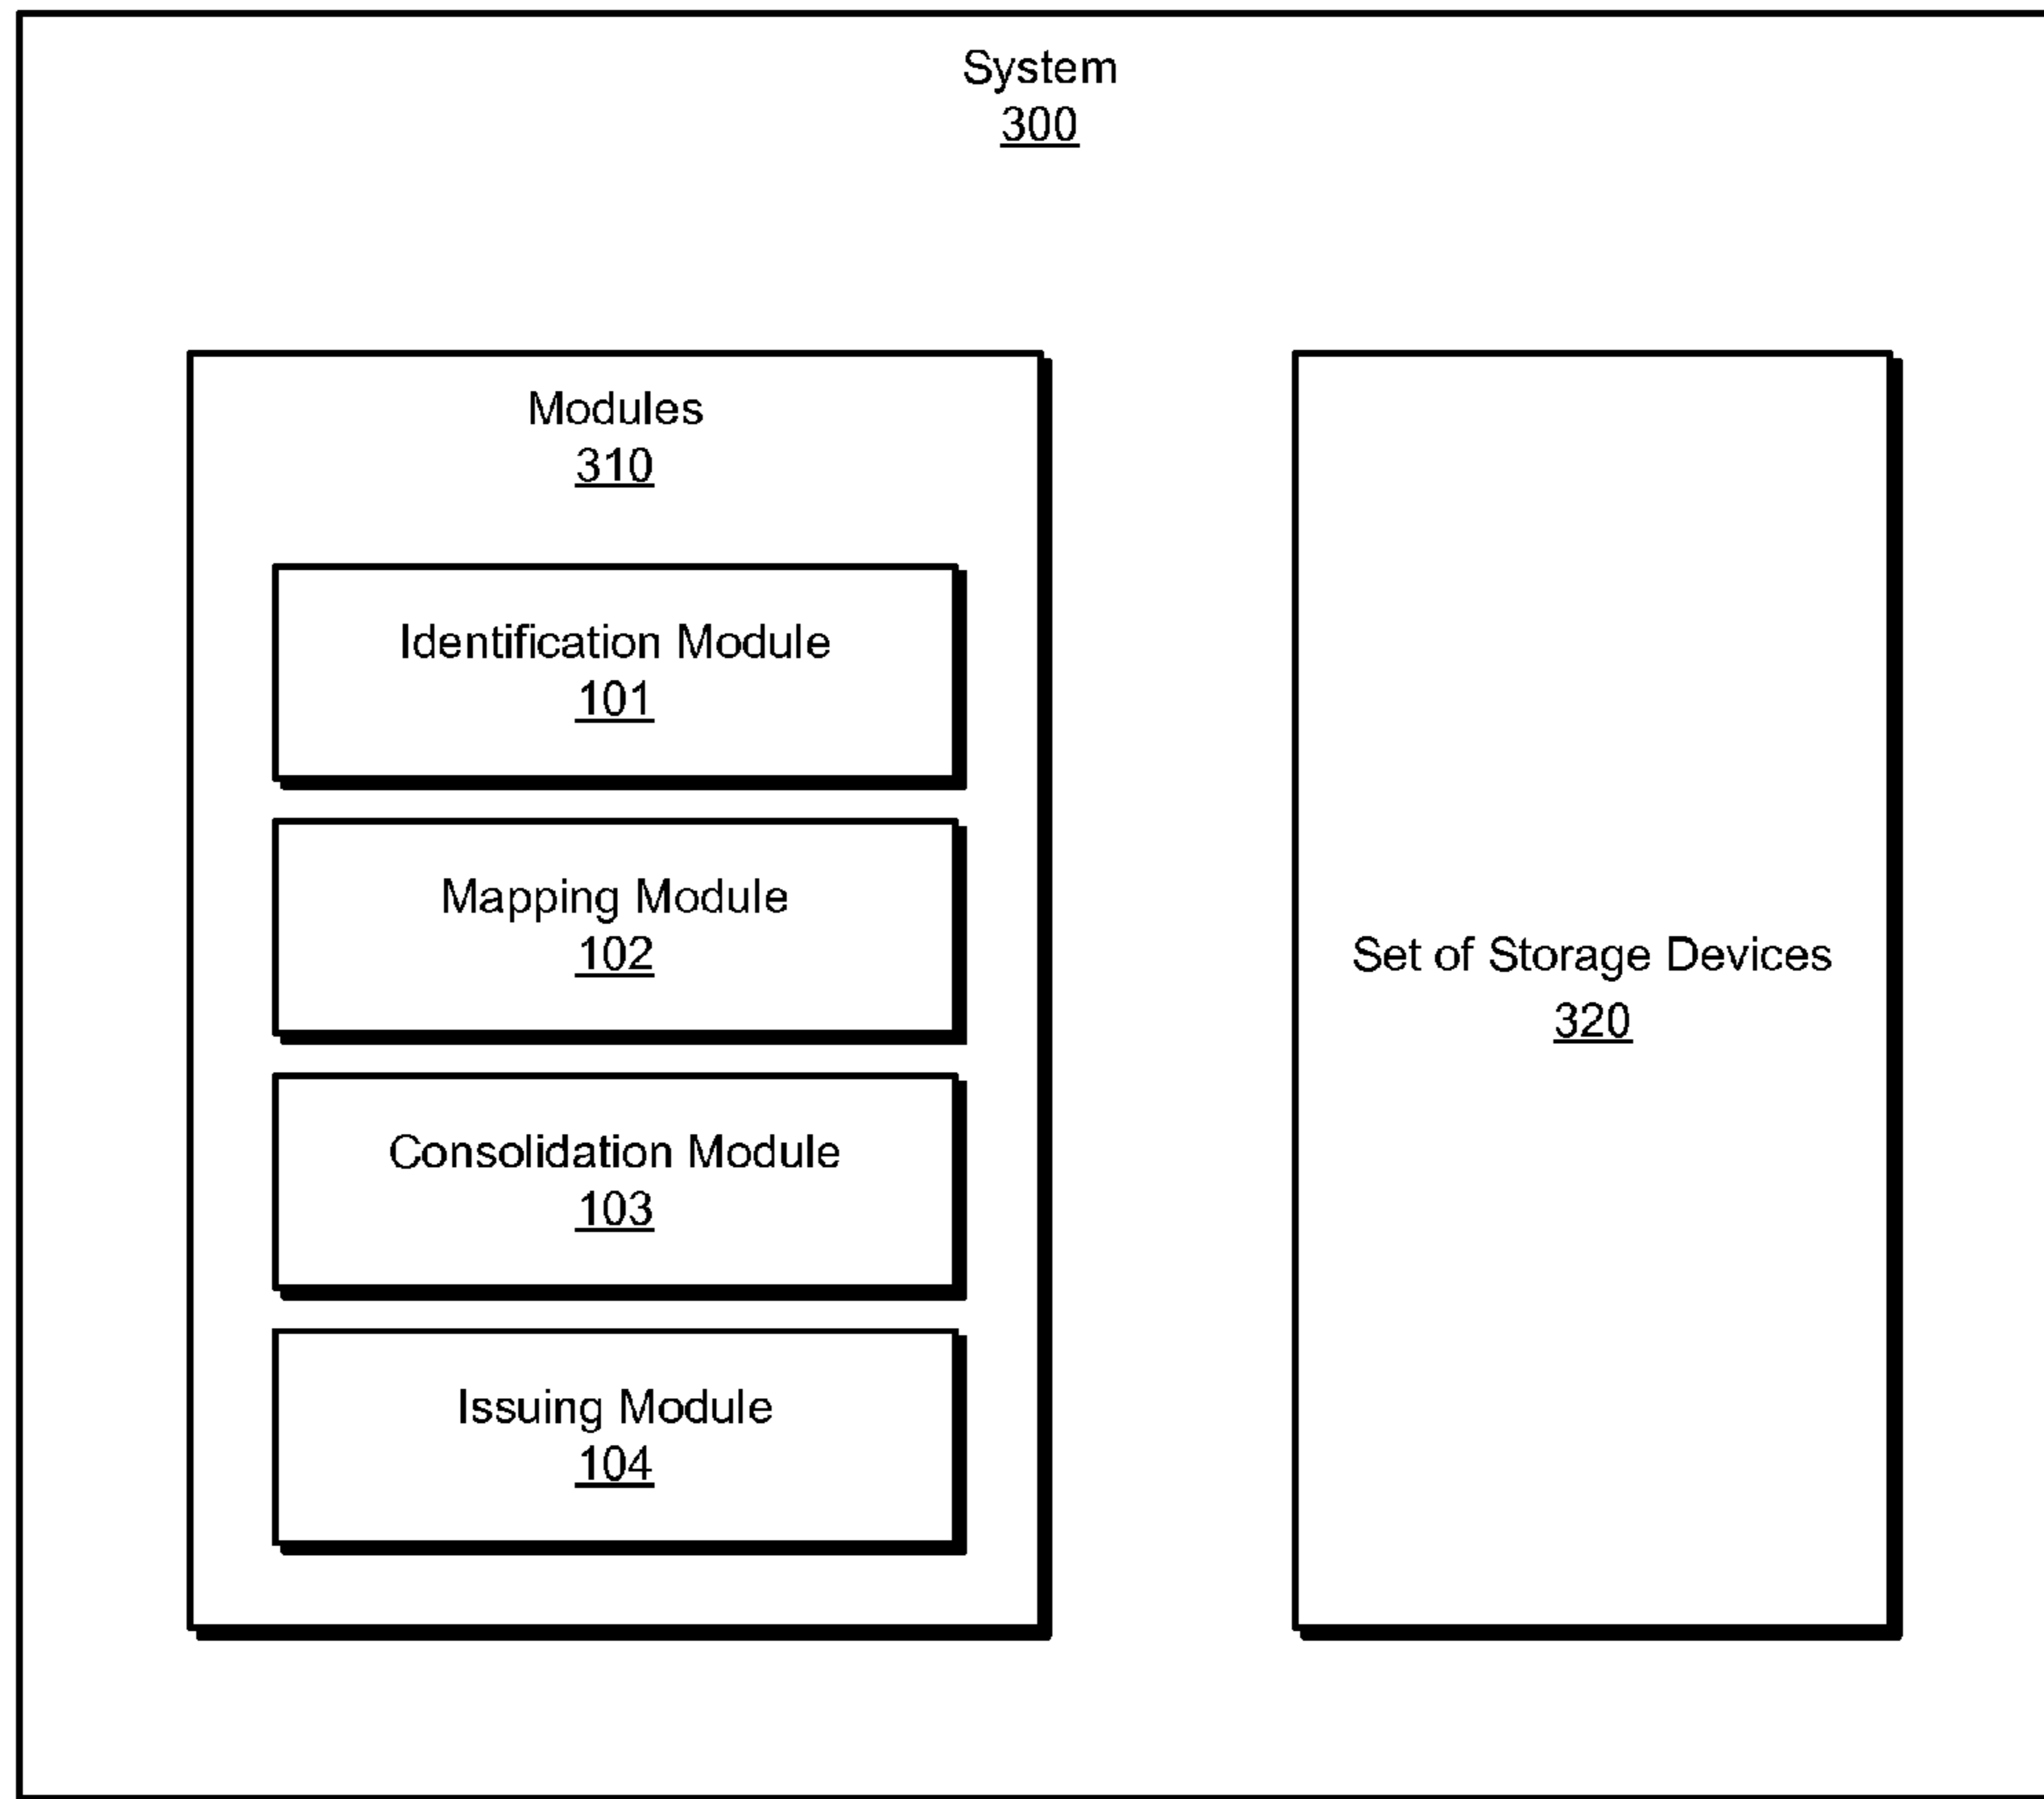 System
300
Modules
310
Identification Module
101
Mapping Module
102
Consolidation Module
103
Issuing Module
104
Set of Storage Devices
320